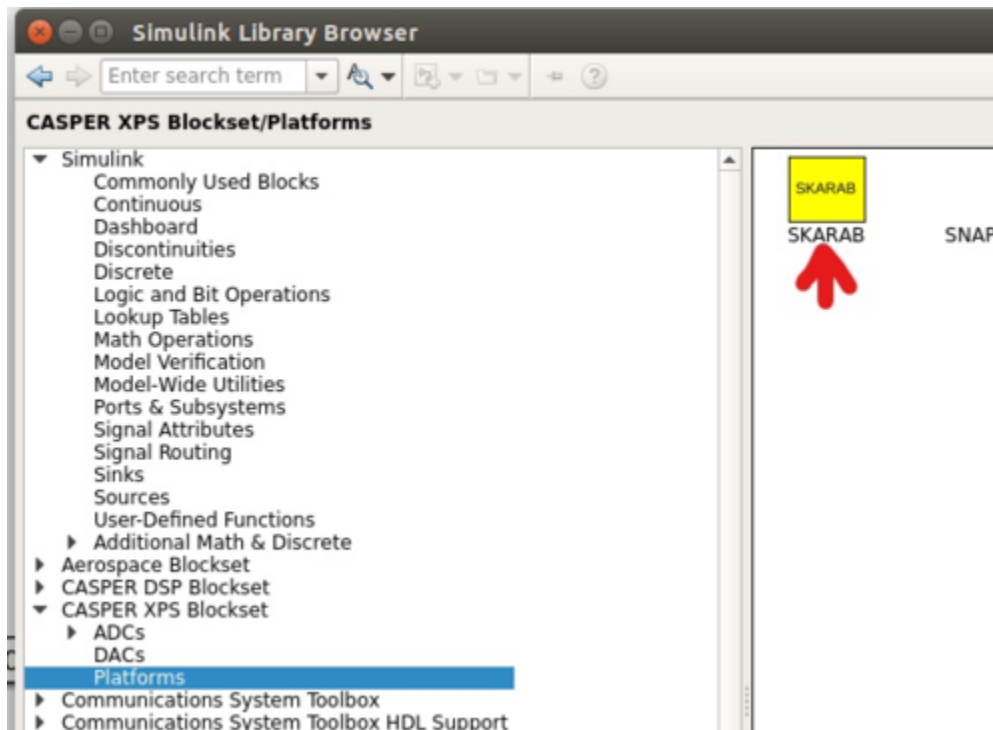 Simulink Library Browser
Enter search term
CASPER XPS Blockset/Platforms
Simulink
Commonly Used Blocks
Continuous
Dashboard
Discontinuities
Discrete
Logic and Bit Operations
Lookup Tables
Math Operations
Model Verification
Model-Wide Utilities
Ports & Subsystems
Signal Attributes
Signal Routing
Sinks
Sources
User-Defined Functions
Additional Math & Discrete
Aerospace Blockset
CASPER DSP Blockset
CASPER XPS Blockset
ADCs
DACs
Platforms
Communications System Toolbox
Communications System Toolbox HDL Support
SKARAB
SKARAB
SNAP